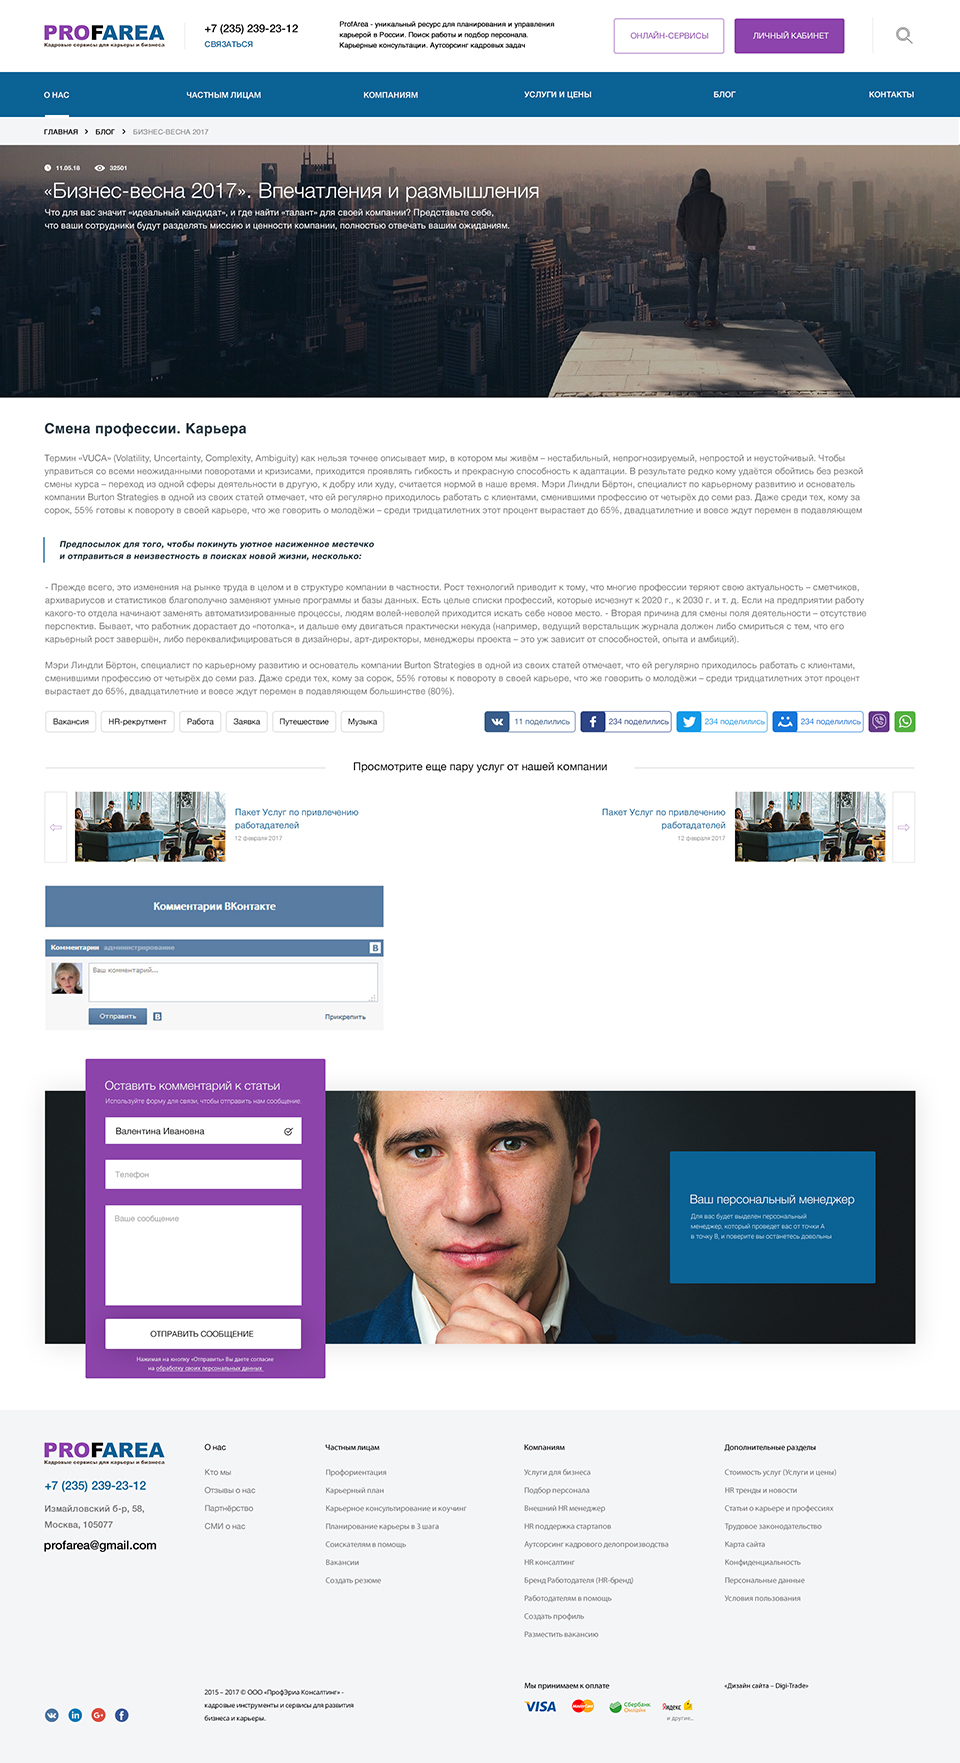 PROFAREA
Кадровые сервисы для карьеры и бизнеса
+7 (235) 239-23-12
СВЯЗАТЬСЯ
ProfArea - уникальный ресурс для планирования и управления
карьерой в России. Поиск работы и подбор персонала.
Карьерные консультации. Аутсорсинг кадровых задач
ОНЛАЙН-СЕРВИСЫ
ЛИЧНЫЙ КАБИНЕТ
О НАС
ЧАСТНЫМ ЛИЦАМ
КОМПАНИЯМ
УСЛУГИ И ЦЕНЫ
БЛОГ
КОНТАКТЫ
ГЛАВНАЯ > БЛОГ > БИЗНЕС-ВЕСНА 2017
11.05.18 32501
«Бизнес-весна 2017». Впечатления и размышления
Что для вас значит «идеальный кандидат», и где найти «талант» для своей компании? Представьте себе,
что ваши сотрудники будут разделять миссию и ценности компании, полностью отвечать вашим ожиданиям.
Смена профессии. Карьера
Термин «VUCA» (Volatility, Uncertainty, Complexity, Ambiguity) как нельзя точнее описывает мир, в котором мы живём – нестабильный, непрогнозируемый, непростой и неустойчивый. Чтобы
управиться со всеми неожиданными поворотами и кризисами, приходится проявлять гибкость и прекрасную способность к адаптации. В результате редко кому удаётся обойтись без резкой
смены курса – переход из одной сферы деятельности в другую, к добру или худу, считается нормой в наше время. Мэри Линдли Бёртон, специалист по карьерному развитию и основатель
компании Burton Strategies в одной из своих статей отмечает, что ей регулярно приходилось работать с клиентами, сменившими профессию от четырёх до семи раз. Даже среди тех, кому за
сорок, 55% готовы к повороту в своей карьере, что же говорить о молодёжи – среди тридцатилетних этот процент вырастает до 65%, двадцатилетние и вовсе ждут перемен в подавляющем
Предпосылок для того, чтобы покинуть уютное насиженное местечко
и отправиться в неизвестность в поисках новой жизни, несколько:
- Прежде всего, это изменения на рынке труда в целом и в структуре компании в частности. Рост технологий приводит к тому, что многие профессии теряют свою актуальность – сметчиков,
архивариусов и статистиков благополучно заменяют умные программы и базы данных. Есть целые списки профессий, которые исчезнут к 2020 г., к 2030 г. и т. д. Если на предприятии работу
какого-то отдела начинают заменять автоматизированные процессы, людям волей-неволей приходится искать себе новое место. - Вторая причина для смены поля деятельности – отсутствие
перспектив. Бывает, что работник дорастает до «потолка», и дальше ему двигаться практически некуда (например, ведущий верстальщик журнала должен либо смириться с тем, что его
карьерный рост завершён, либо переквалифицироваться в дизайнеры, арт-директоры, менеджеры проекта – это уж зависит от способностей, опыта и амбиций).
Мэри Линдли Бёртон, специалист по карьерному развитию и основатель компании Burton Strategies в одной из своих статей отмечает, что ей регулярно приходилось работать с клиентами,
сменившими профессию от четырёх до семи раз. Даже среди тех, кому за сорок, 55% готовы к повороту в своей карьере, что же говорить о молодёжи – среди тридцатилетних этот процент
вырастает до 65%, двадцатилетние и вовсе ждут перемен в подавляющем большинстве (80%).
Вакансия
HR-рекрутмент
Работа
Заявка
Путешествие
Музыка
11 поделились
234 поделились
234 поделились
234 поделились
Просмотрите еще пару услуг от нашей компании
Пакет Услуг по привлечению
работадателей
12 февраля 2017
Пакет Услуг по привлечению
работадателей
12 февраля 2017
Комментарии ВКонтакте
Комментарии администрирование
B
Ваш комментарий...
Отправить
B
Прикрепить
Оставить комментарий к статьи
Используйте форму для связи, чтобы отправить нам сообщение.
Валентина Ивановна
Телефон
Ваше сообщение
ОТПРАВИТЬ СООБЩЕНИЕ
Нажимая на кнопку «Отправить» Вы даете согласие
на обработку своих персональных данных
Ваш персональный менеджер
Для вас будет выделен персональный
менеджер, который проведет вас от точки А
в точку В, и поверите вы останетесь довольны
PROFAREA
Кадровые сервисы для карьеры и бизнеса
+7 (235) 239-23-12
Измайловский б-р, 58,
Москва, 105077
profarea@gmail.com
О нас
Кто мы
Отзывы о нас
Партнёрство
СМИ о нас
Частным лицам
Профориентация
Карьерный план
Карьерное консультирование и коучинг
Планирование карьеры в 3 шага
Соискателям в помощь
Вакансии
Создать резюме
Компаниям
Услуги для бизнеса
Подбор персонала
Внешний HR менеджер
HR поддержка стартапов
Аутсорсинг кадрового делопроизводства
HR консалтинг
Бренд Работодателя (HR-бренд)
Работодателям в помощь
Создать профиль
Разместить вакансию
Дополнительные разделы
Стоимость услуг (Услуги и цены)
HR тренды и новости
Статьи о карьере и профессиях
Трудовое законодательство
Карта сайта
Конфиденциальность
Персональные данные
Условия пользования
2015 – 2017 © ООО «ПрофЭриа Консалтинг» -
кадровые инструменты и сервисы для развития
бизнеса и карьеры.
Мы принимаем к оплате
VISA
MasterCard
Сбербанк
Онлайн
Яндекс
и другие..
«Дизайн сайта – Digi-Trade»